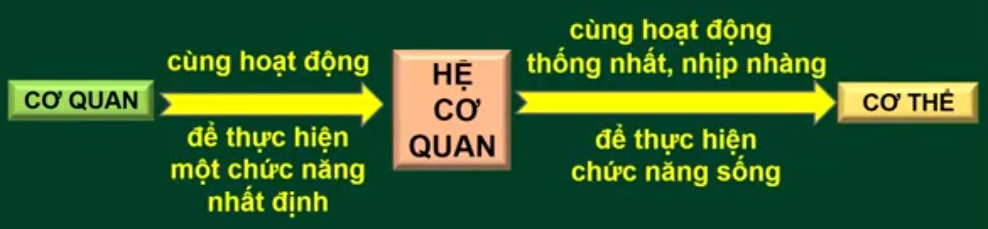 CƠ QUAN
cùng hoạt động
để thực hiện
một chức năng
nhất định
HỆ
CƠ
QUAN
cùng hoạt động
thống nhất, nhịp nhàng
để thực hiện
chức năng sống
CƠ THỂ